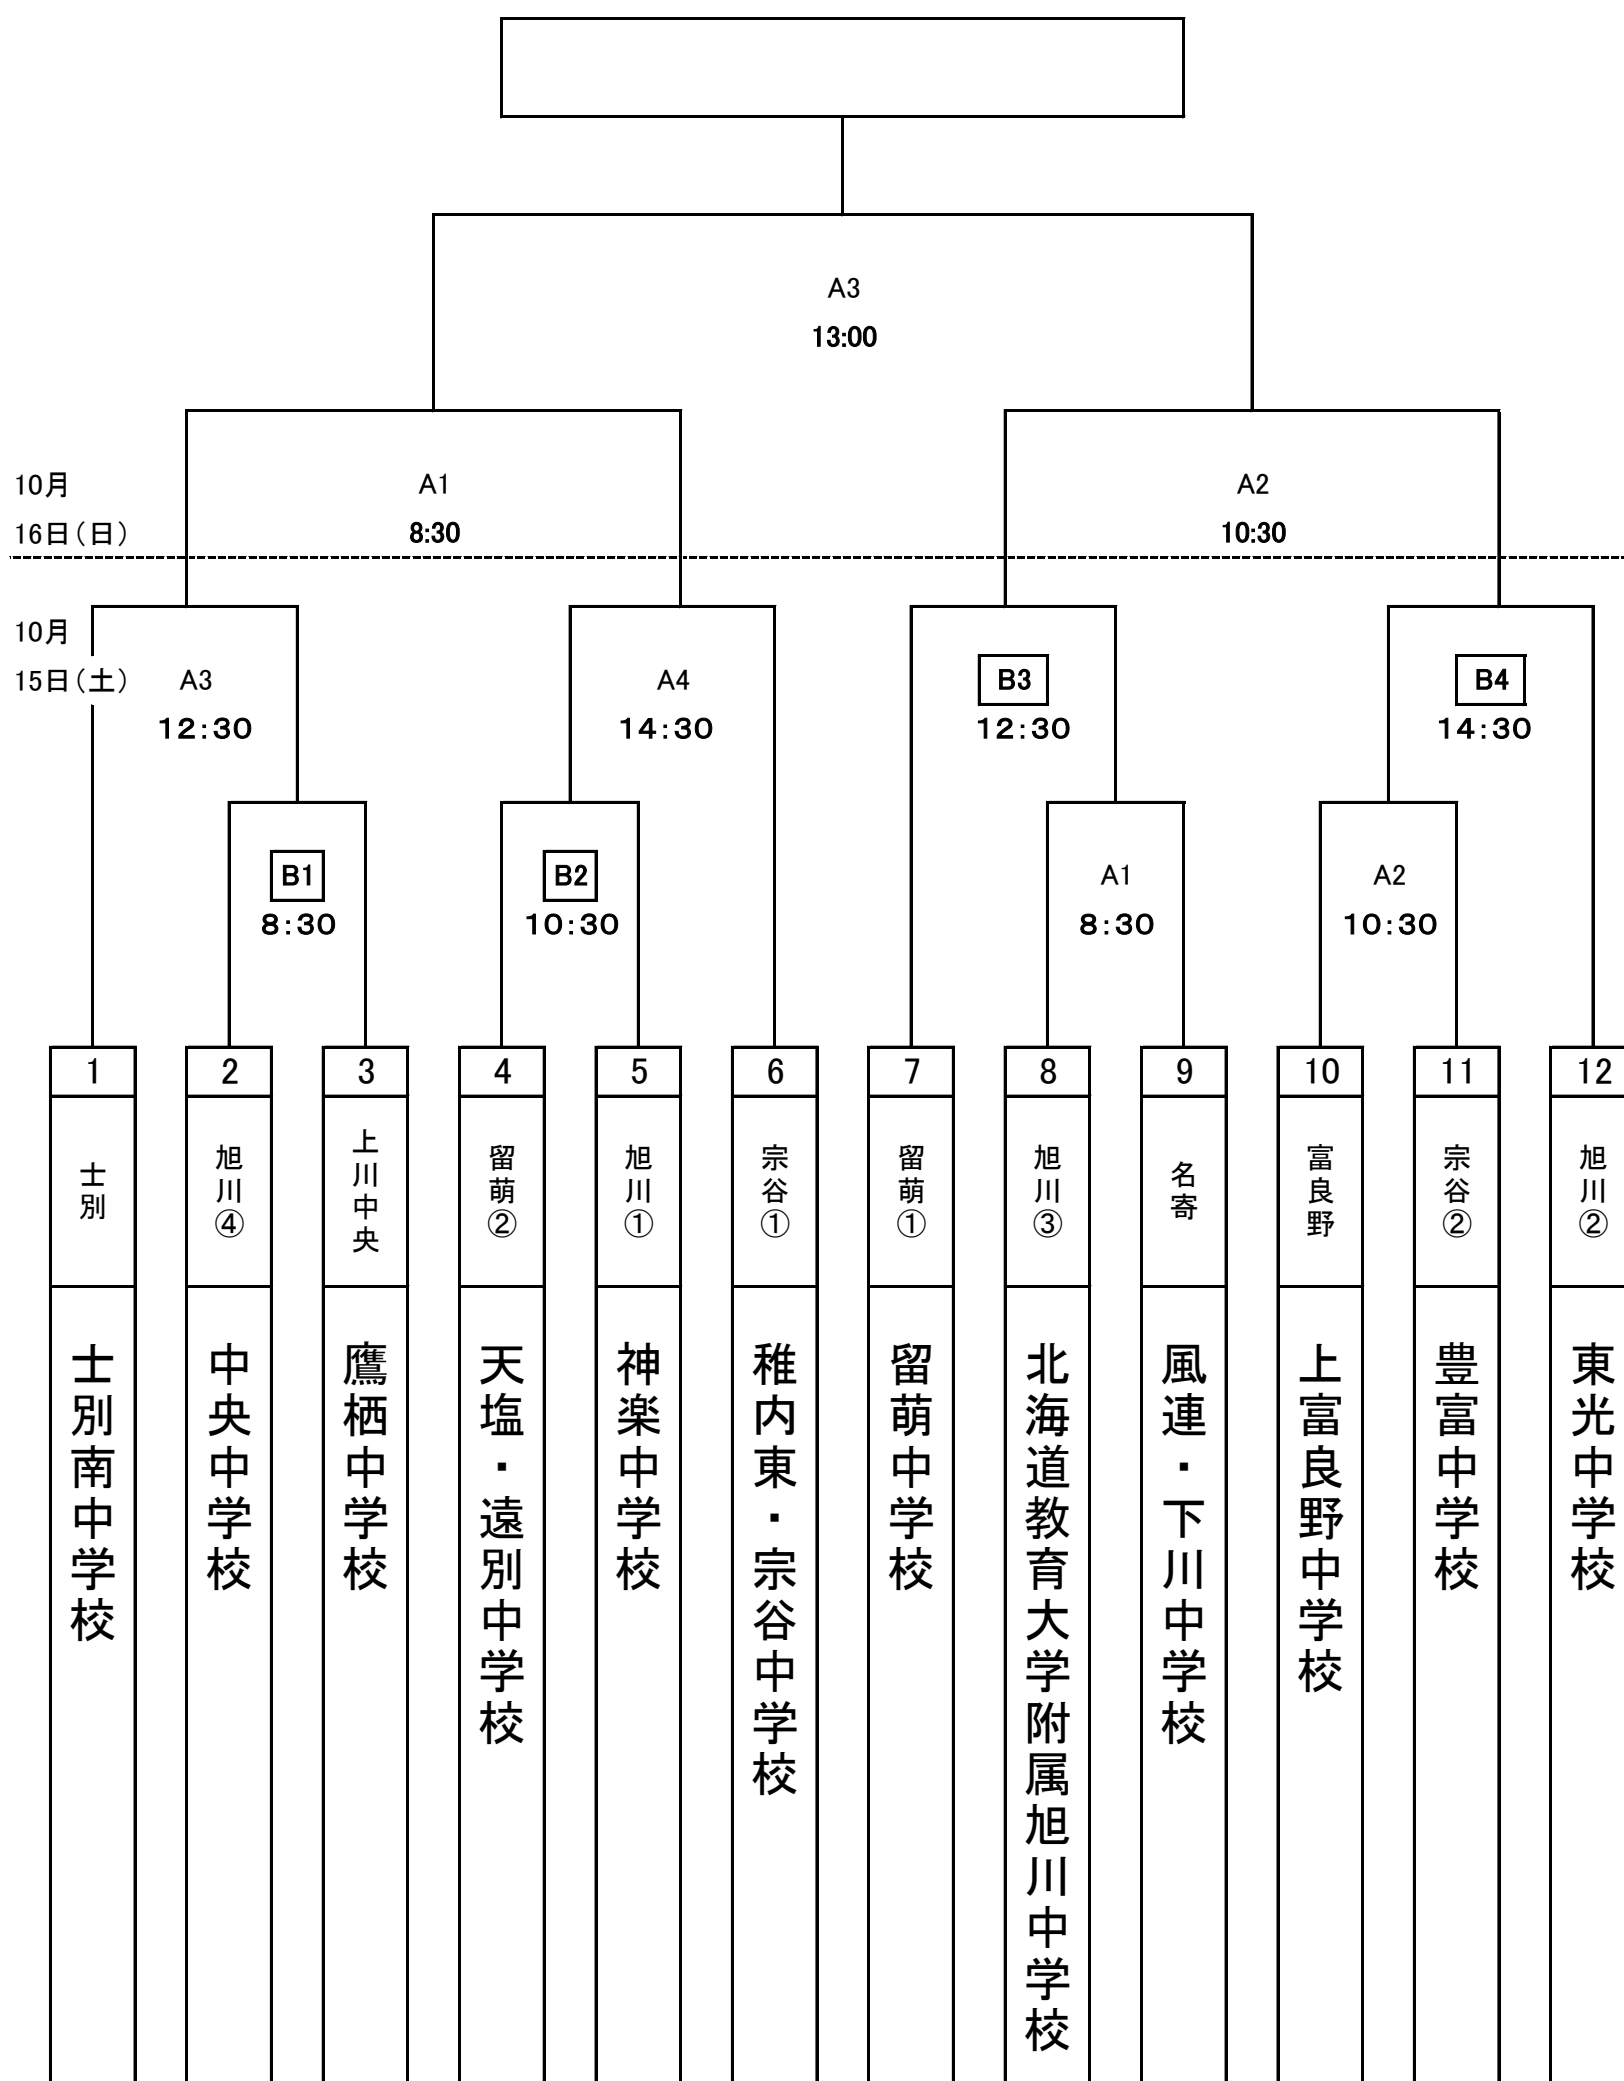 A3
13:00
10月
16日（日）
A1
8:30
A2
10:30
10月
15日（土）
A3
12:30
A4
14:30
B3
12:30
B4
14:30
B1
8:30
B2
10:30
A1
8:30
A2
10:30
1
士別
士別南中学校
2
旭川④
中央中学校
3
上川中央
鷹栖中学校
4
留萌②
天塩・遠別中学校
5
旭川①
神楽中学校
6
宗谷①
稚内東・宗谷中学校
7
留萌①
留萌中学校
8
旭川③
北海道教育大学附属旭川中学校
9
名寄
風連・下川中学校
10
富良野
上富良野中学校
11
宗谷②
豊富中学校
12
旭川②
東光中学校